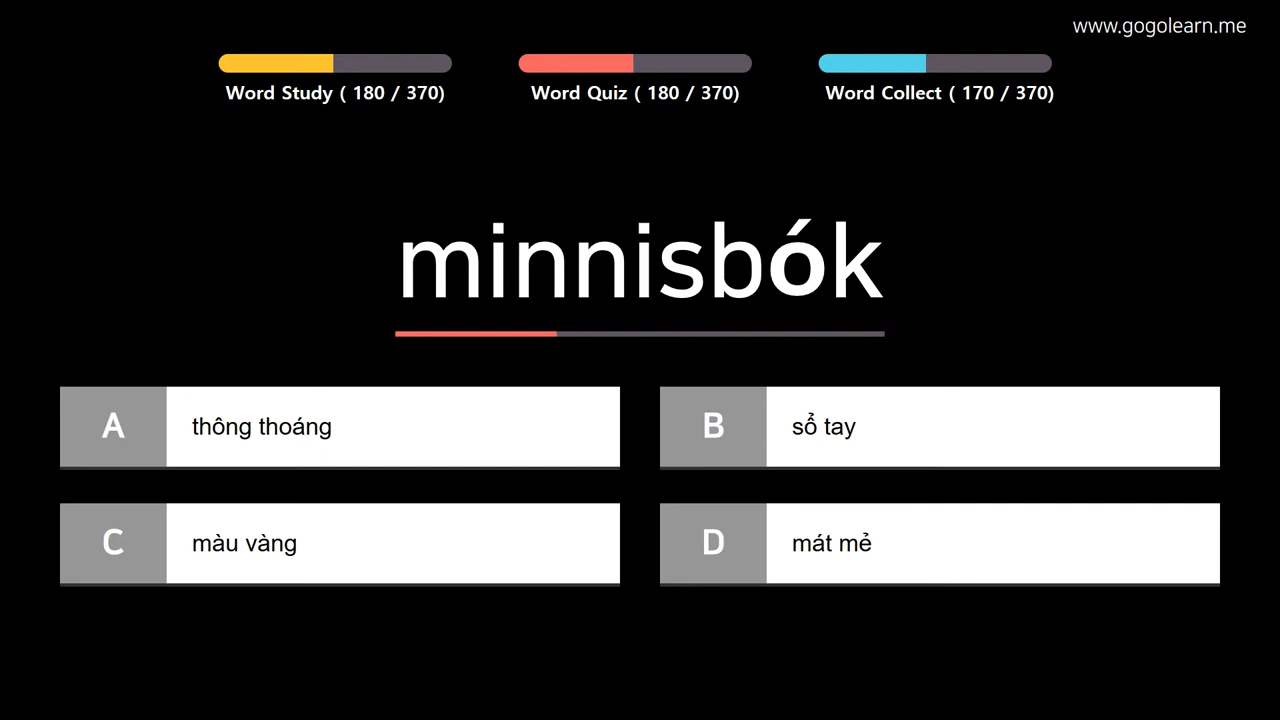 www.gogolearn.me
Word Study ( 180 / 370)
Word Quiz ( 180 / 370)
Word Collect ( 170 / 370)
minnisbók
A thông thoáng
B sổ tay
C màu vàng
D mát mẻ